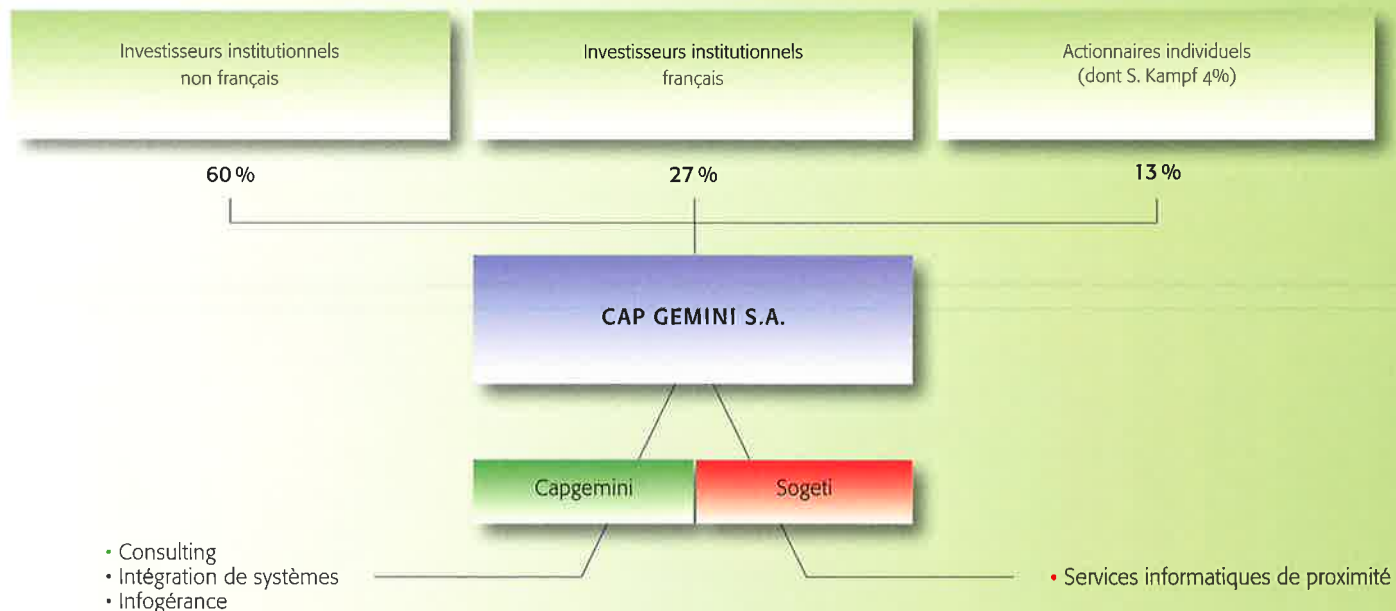 Investisseurs institutionnels
non français
Investisseurs institutionnels
français
Actionnaires individuels
(dont S. Kampf 4%)
60 %
27 %
13 %
CAP GEMINI S.A.
Capgemini
Sogeti
• Consulting
• Intégration de systèmes
• Infogérance
• Services informatiques de proximité